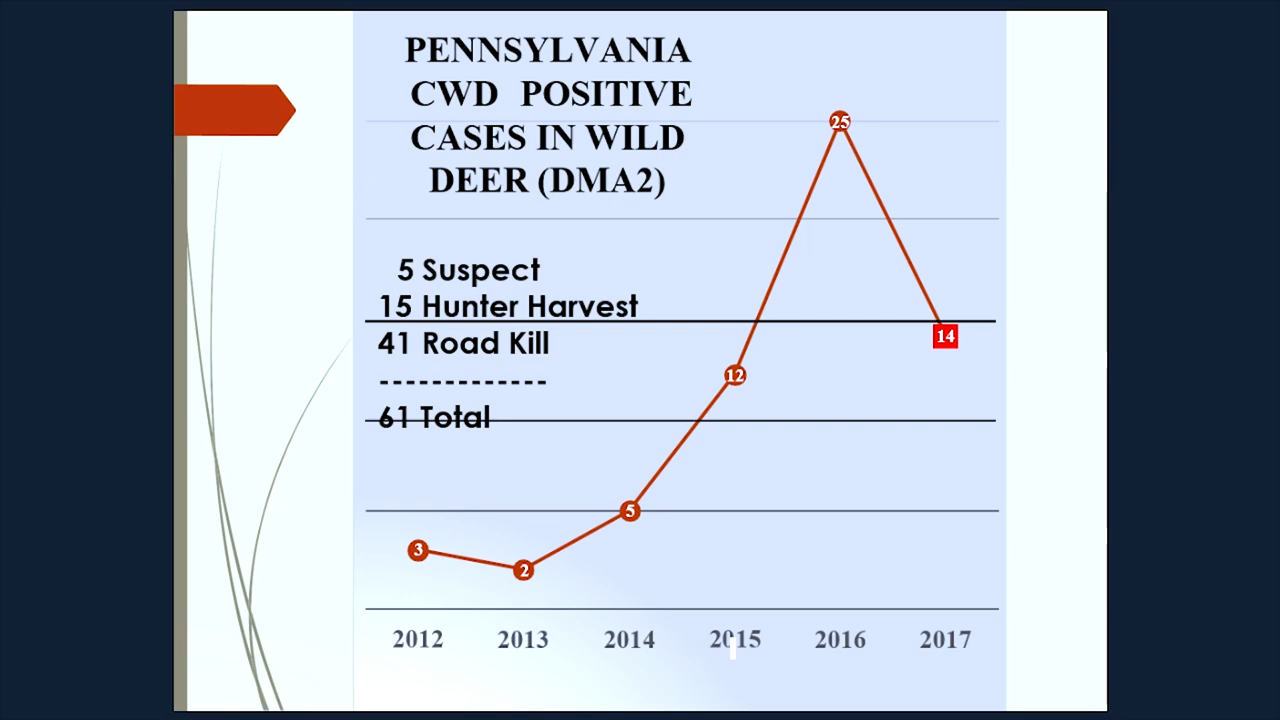 PENNSYLVANIA
CWD POSITIVE
CASES IN WILD
DEER (DMA2)
25
5 Suspect
15 Hunter Harvest
41 Road Kill
-------------
61 Total
14
12
5
3
2
2012 2013 2014 2015 2016 2017